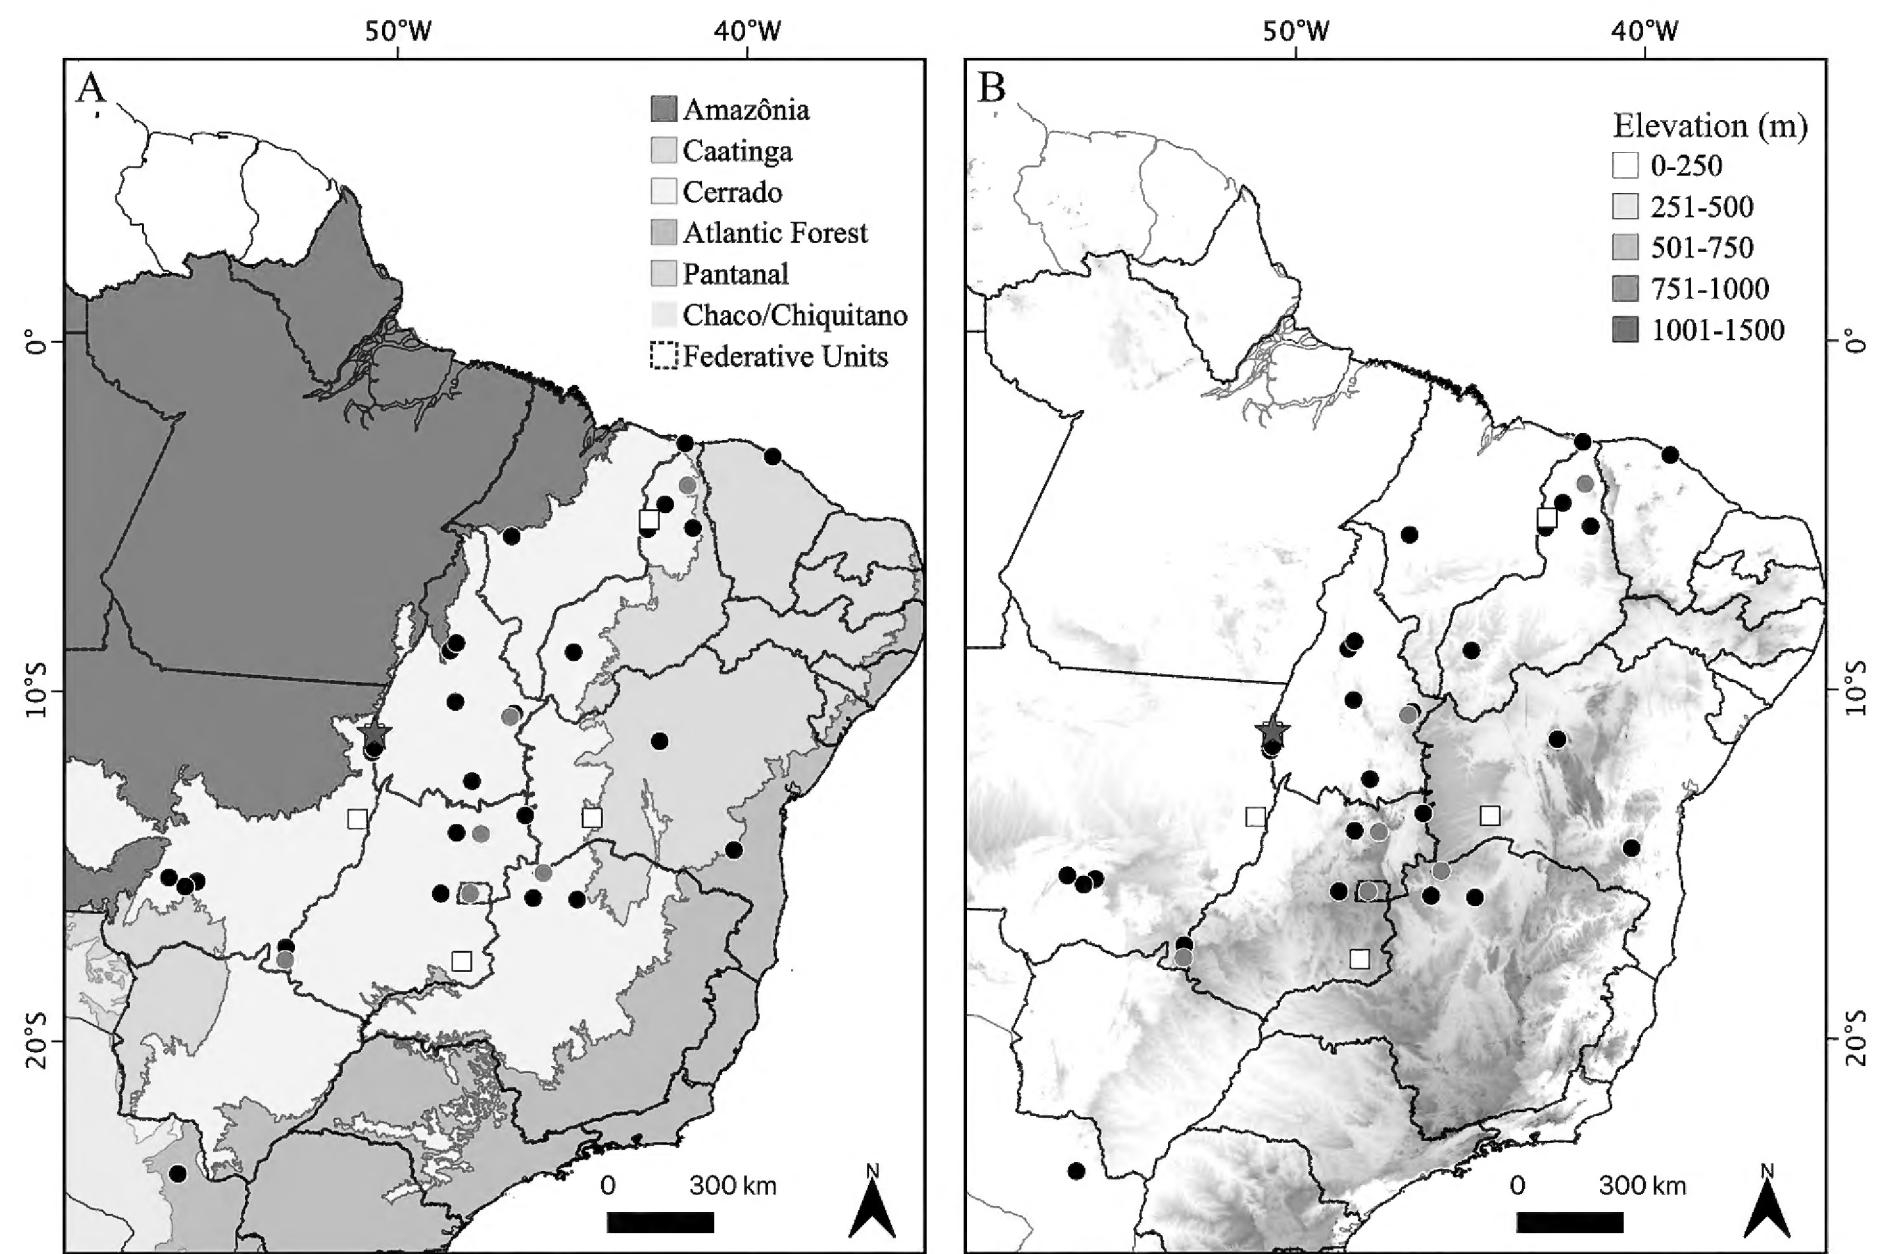 50°W 40°W 50°W 40°W
A
Amazônia
Caatinga
Cerrado
Atlantic Forest
Pantanal
Chaco/Chiquitano
Federative Units
0°
10°S
20°S
0 300 km
N
B
Elevation (m)
0-250
251-500
501-750
751-1000
1001-1500
0°
10°S
20°S
0 300 km
N